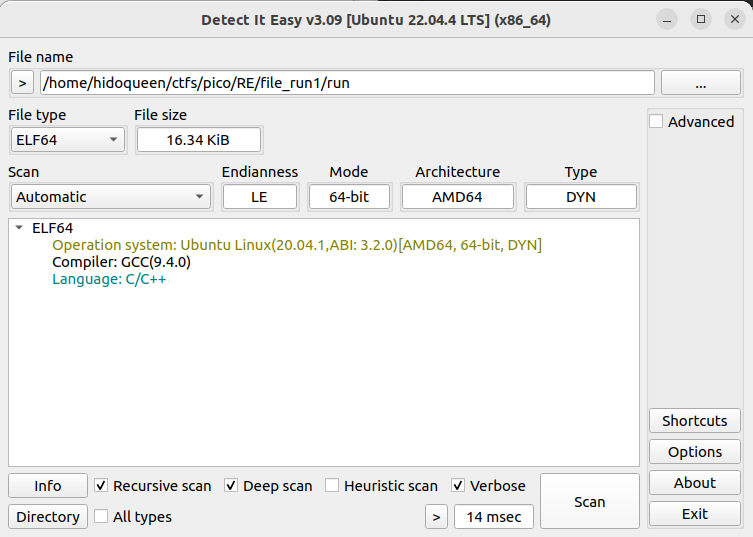 Detect It Easy v3.09 [Ubuntu 22.04.4 LTS] (x86_64)
File name
> /home/hidoqueen/ctfs/pico/RE/file_run1/run ...
File type File size
ELF64 16.34 KiB
Advanced
Scan Endianness Mode Architecture Type
Automatic LE 64-bit AMD64 DYN
ELF64
Operation system: Ubuntu Linux(20.04.1,ABI: 3.2.0)[AMD64, 64-bit, DYN]
Compiler: GCC(9.4.0)
Language: C/C++
Shortcuts
Options
About
Exit
Info Recursive scan Deep scan Heuristic scan Verbose
Directory All types > 14 msec
Scan